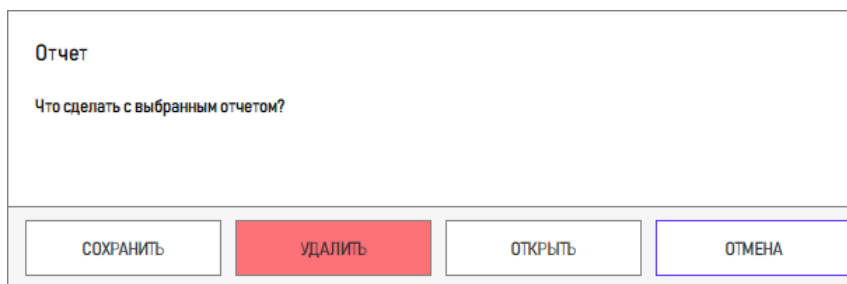 Отчет
Что сделать с выбранным отчетом?
СОХРАНИТЬ УДАЛИТЬ ОТКРЫТЬ ОТМЕНА